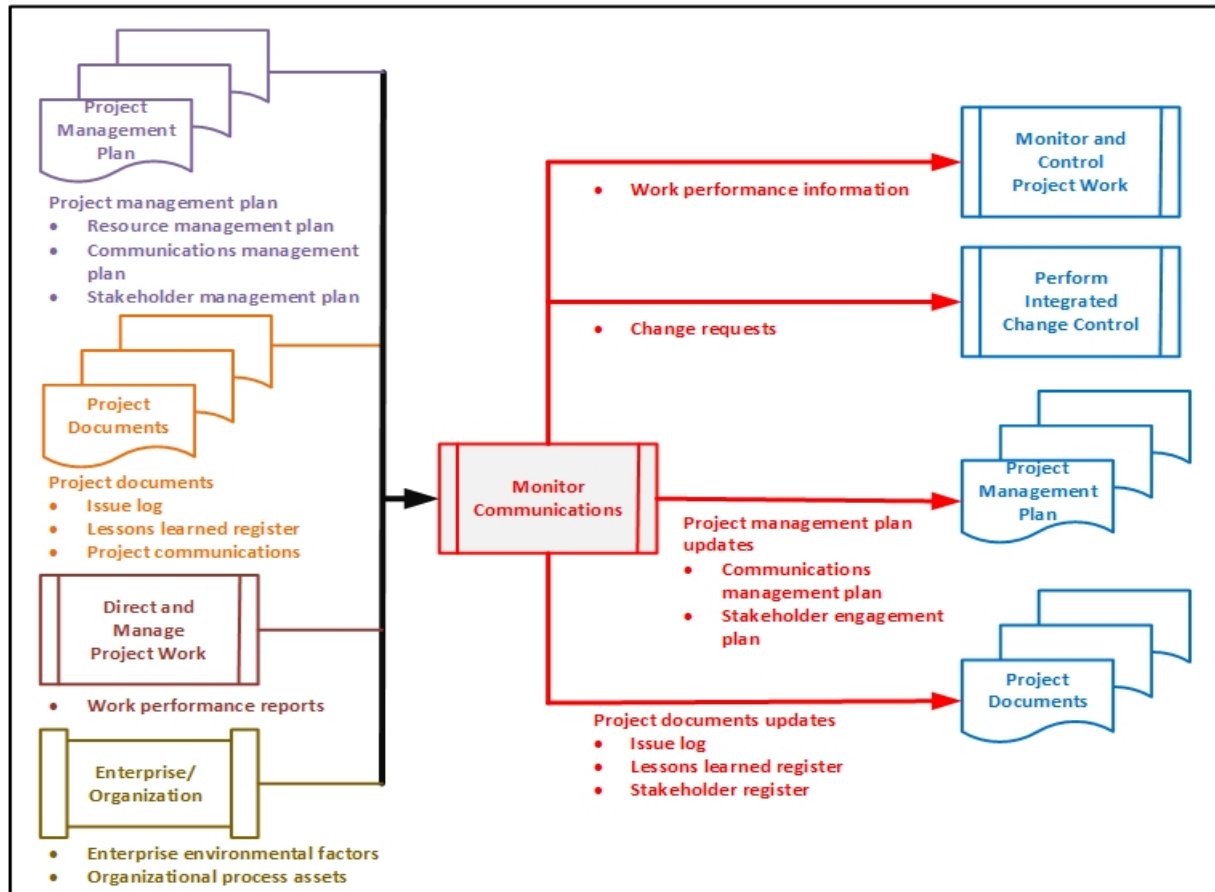 Project
Management
Plan
Project management plan
• Resource management plan
• Communications management
plan
• Stakeholder management plan
Project
Documents
Project documents
• Issue log
• Lessons learned register
• Project communications
Direct and
Manage
Project Work
• Work performance reports
Enterprise/
Organization
• Enterprise environmental factors
• Organizational process assets
Monitor
Communications
• Work performance information
• Change requests
Project management plan
updates
• Communications
management plan
• Stakeholder engagement
plan
Project documents updates
• Issue log
• Lessons learned register
• Stakeholder register
Monitor and
Control
Project Work
Perform
Integrated
Change Control
Project
Management
Plan
Project
Documents